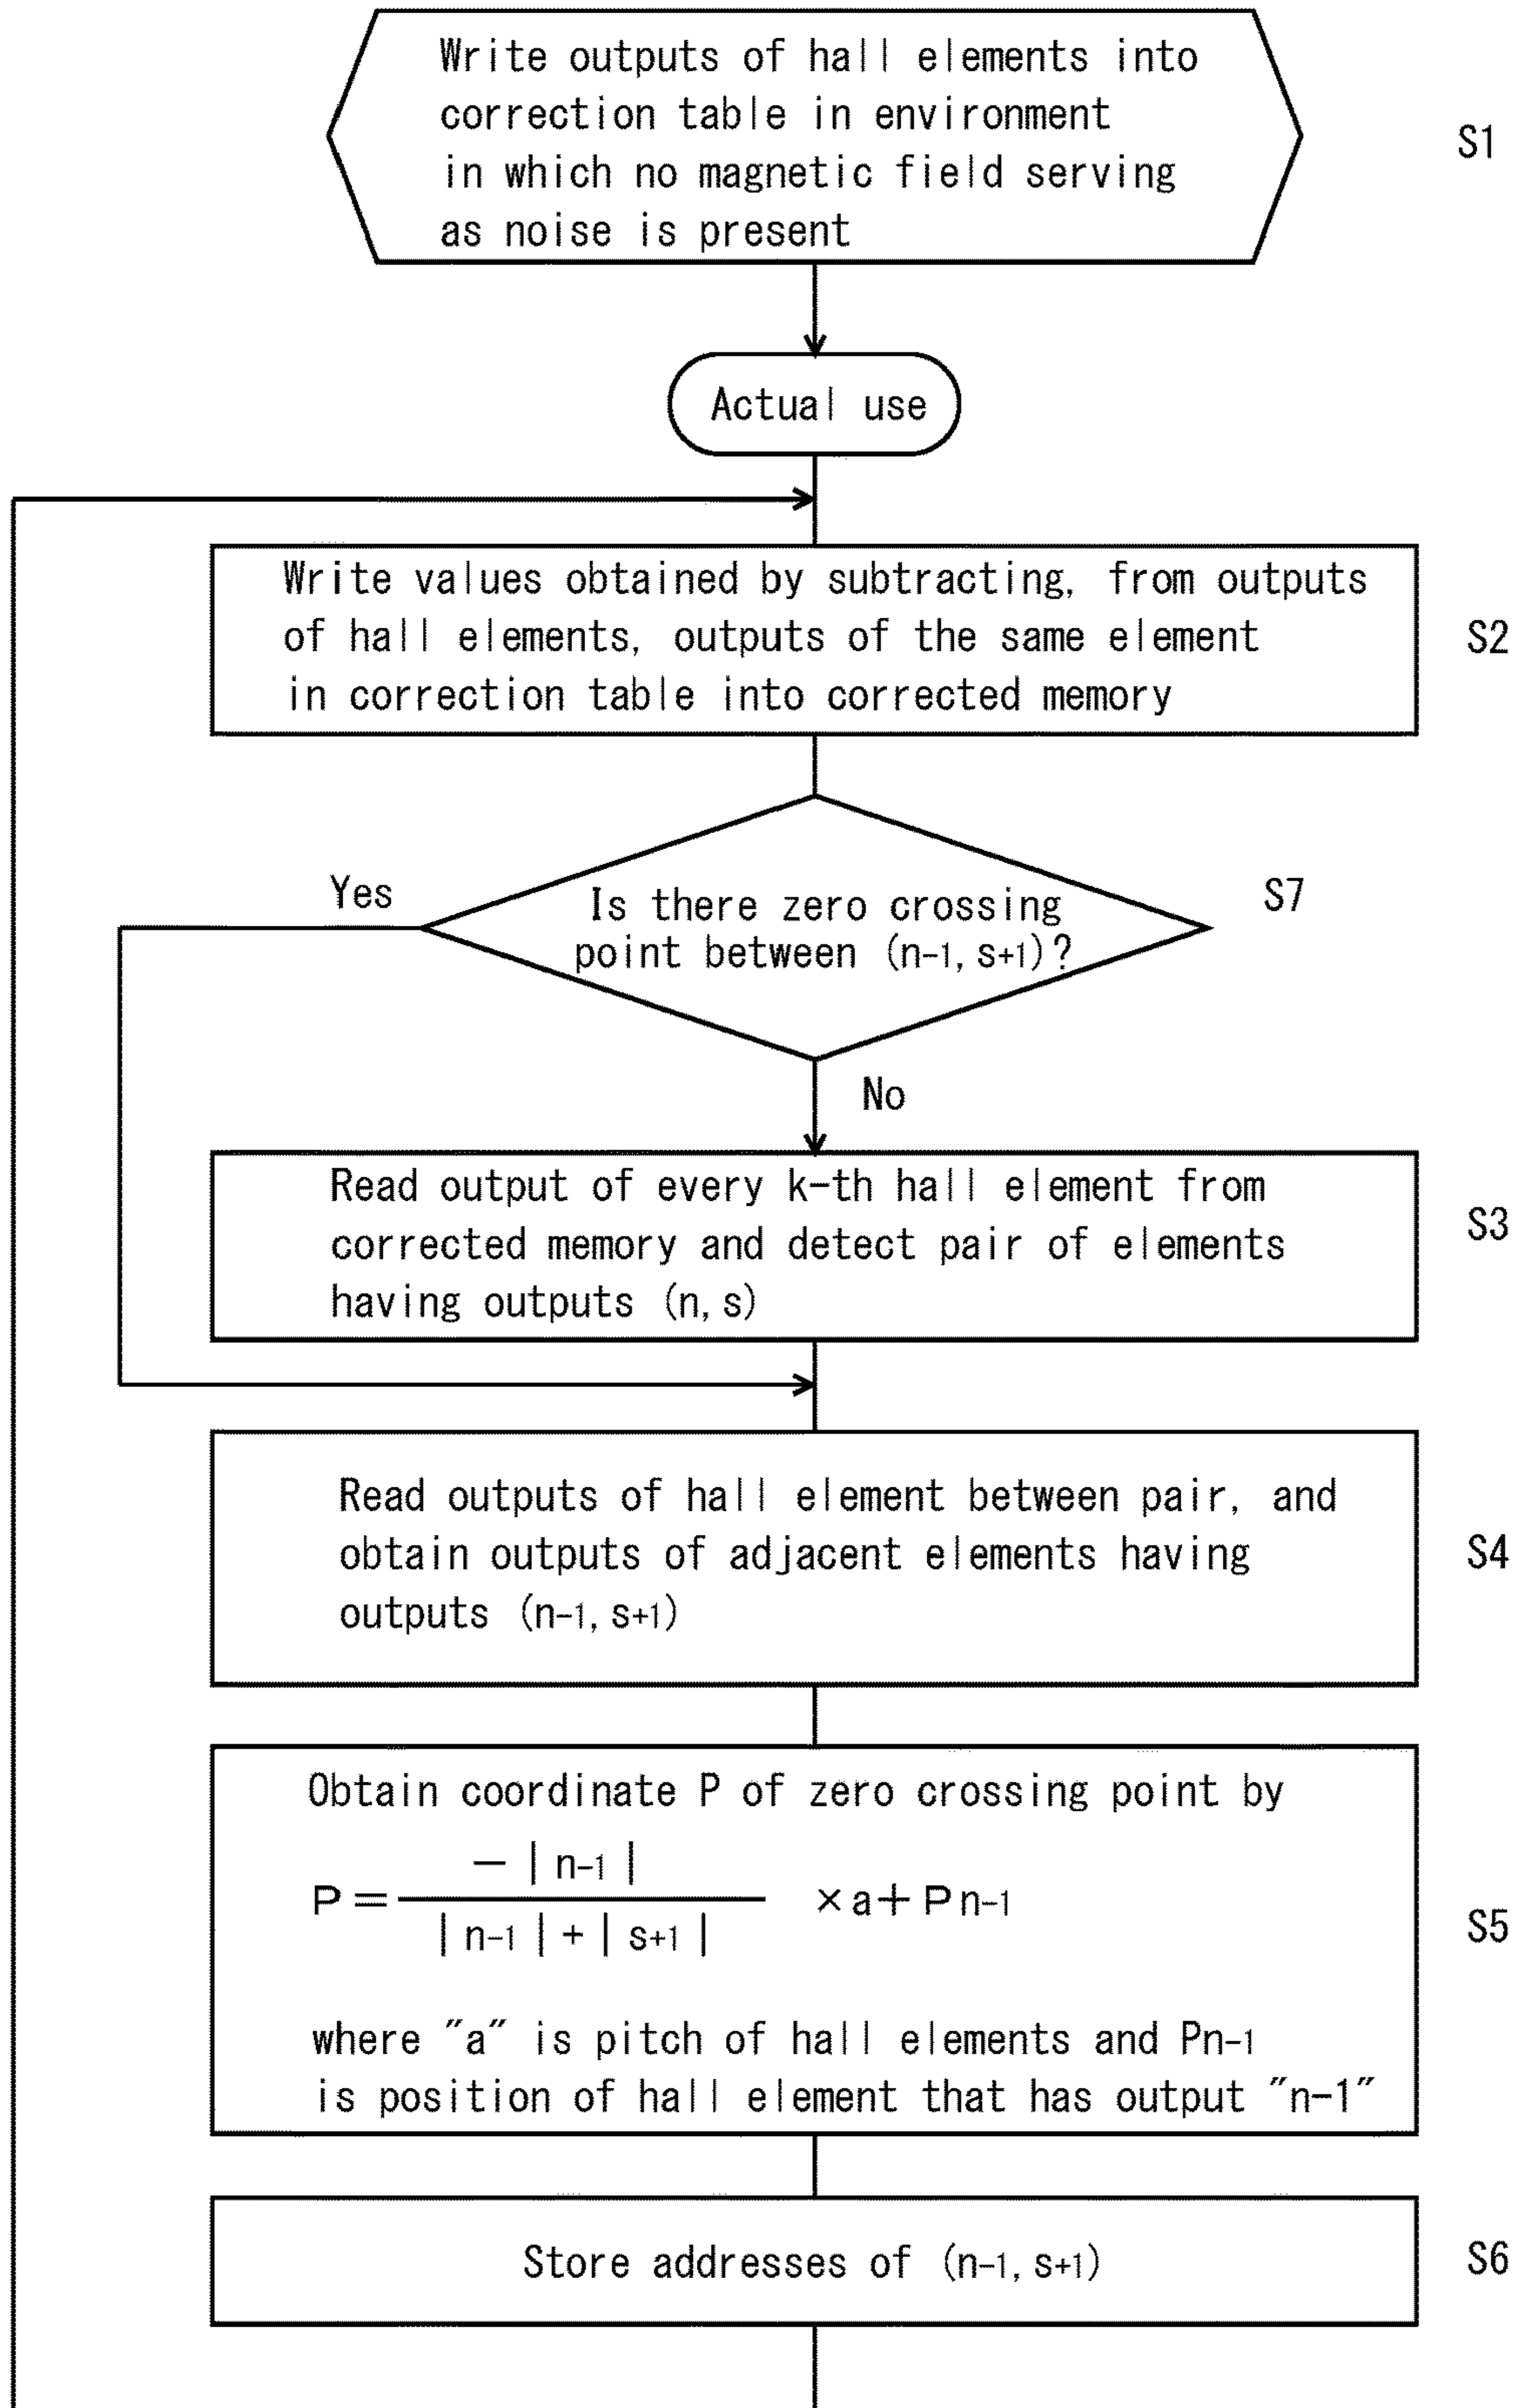 Write outputs of hall elements into
correction table in environment
in which no magnetic field serving
as noise is present
S1
Actual use
Write values obtained by subtracting, from outputs
of hall elements, outputs of the same element
in correction table into corrected memory
S2
Yes
Is there zero crossing
point between (n-1, s+1)?
S7
No
Read output of every k-th hall element from
corrected memory and detect pair of elements
having outputs (n, s)
S3
Read outputs of hall element between pair, and
obtain outputs of adjacent elements having
outputs (n-1, s+1)
S4
Obtain coordinate P of zero crossing point by
− | n-1 |
P = ――― × a + P n-1
| n-1 | + | s+1 |
S5
where "a" is pitch of hall elements and Pn-1
is position of hall element that has output "n-1"
Store addresses of (n-1, s+1)
S6